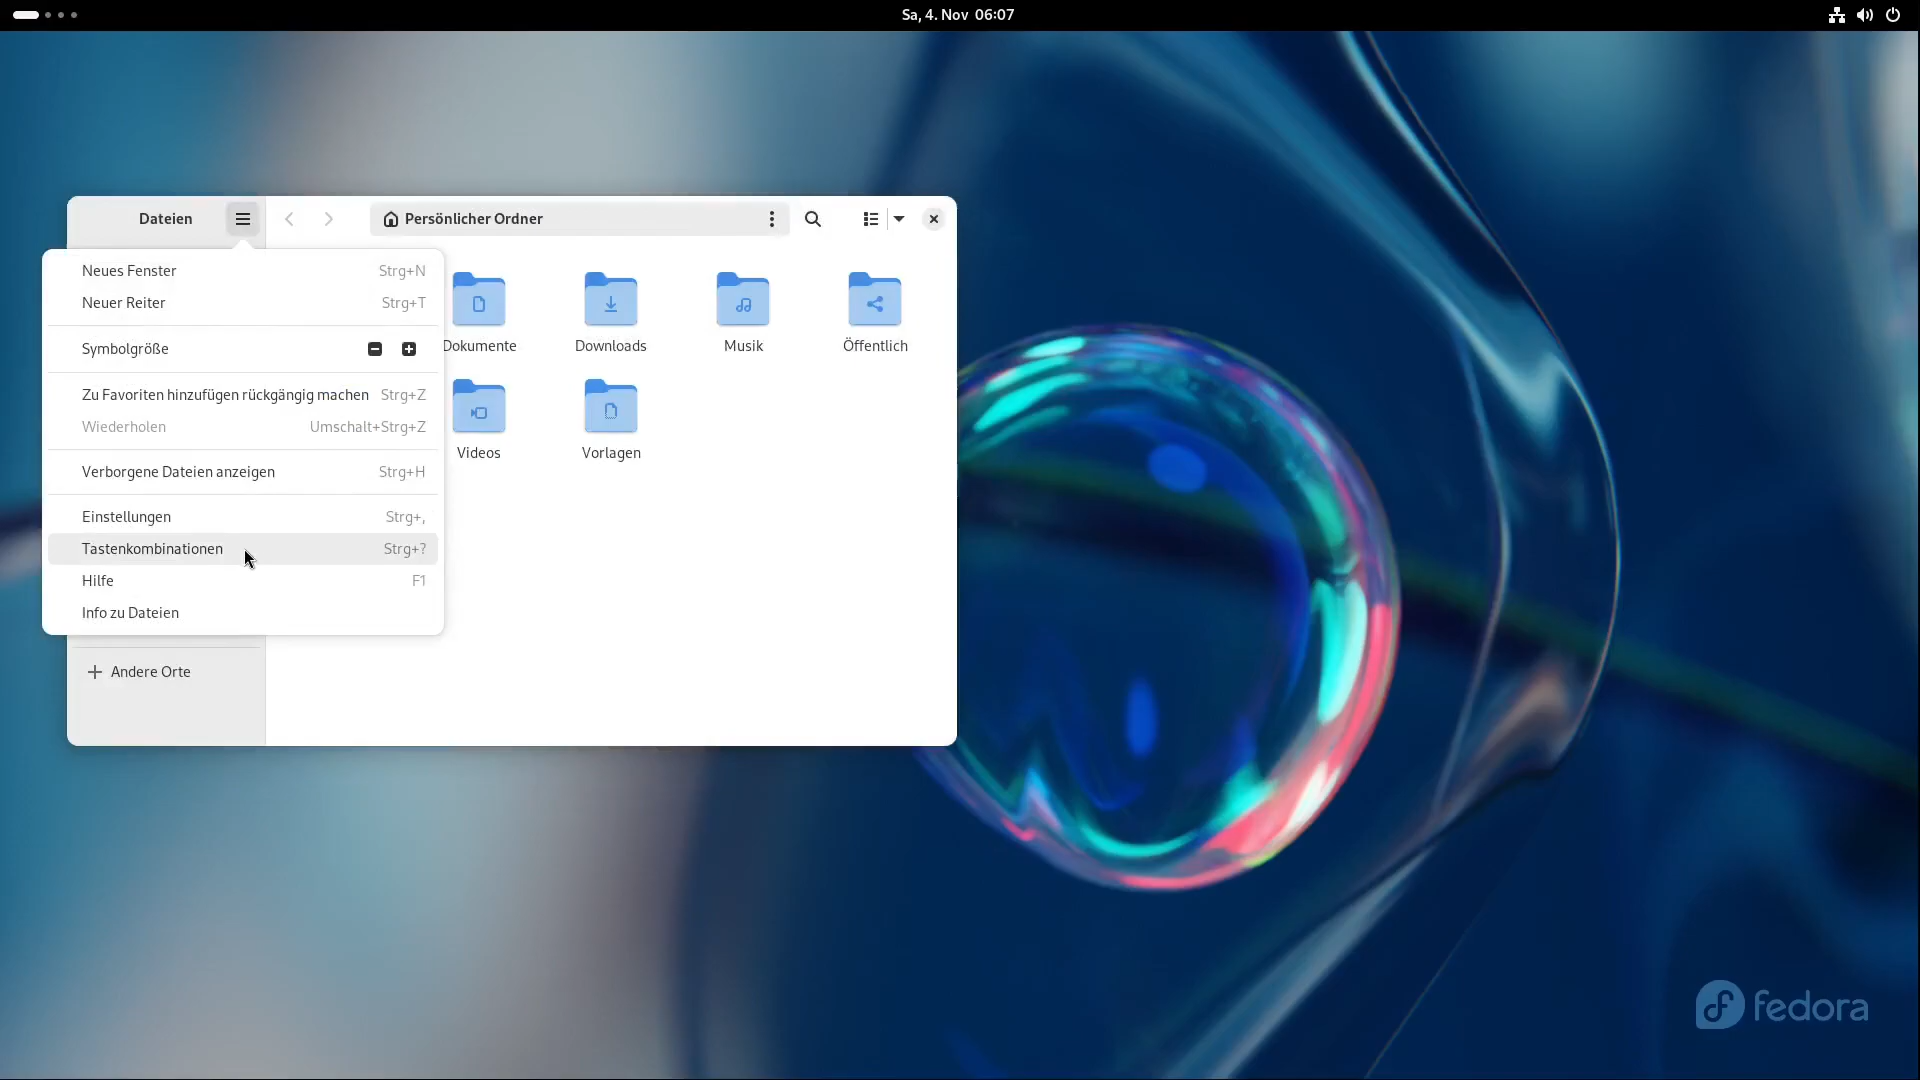 Sa, 4. Nov 06:07
Dateien
Persönlicher Ordner
Neues Fenster Strg+N
Neuer Reiter Strg+T
Symbolgröße
Zu Favoriten hinzufügen rückgängig machen Strg+Z
Wiederholen Umschalt+Strg+Z
Verborgene Dateien anzeigen Strg+H
Einstellungen Strg+,
Tastenkombinationen Strg+?
Hilfe F1
Info zu Dateien
Andere Orte
Dokumente Downloads Musik Öffentlich
Videos Vorlagen
fedora